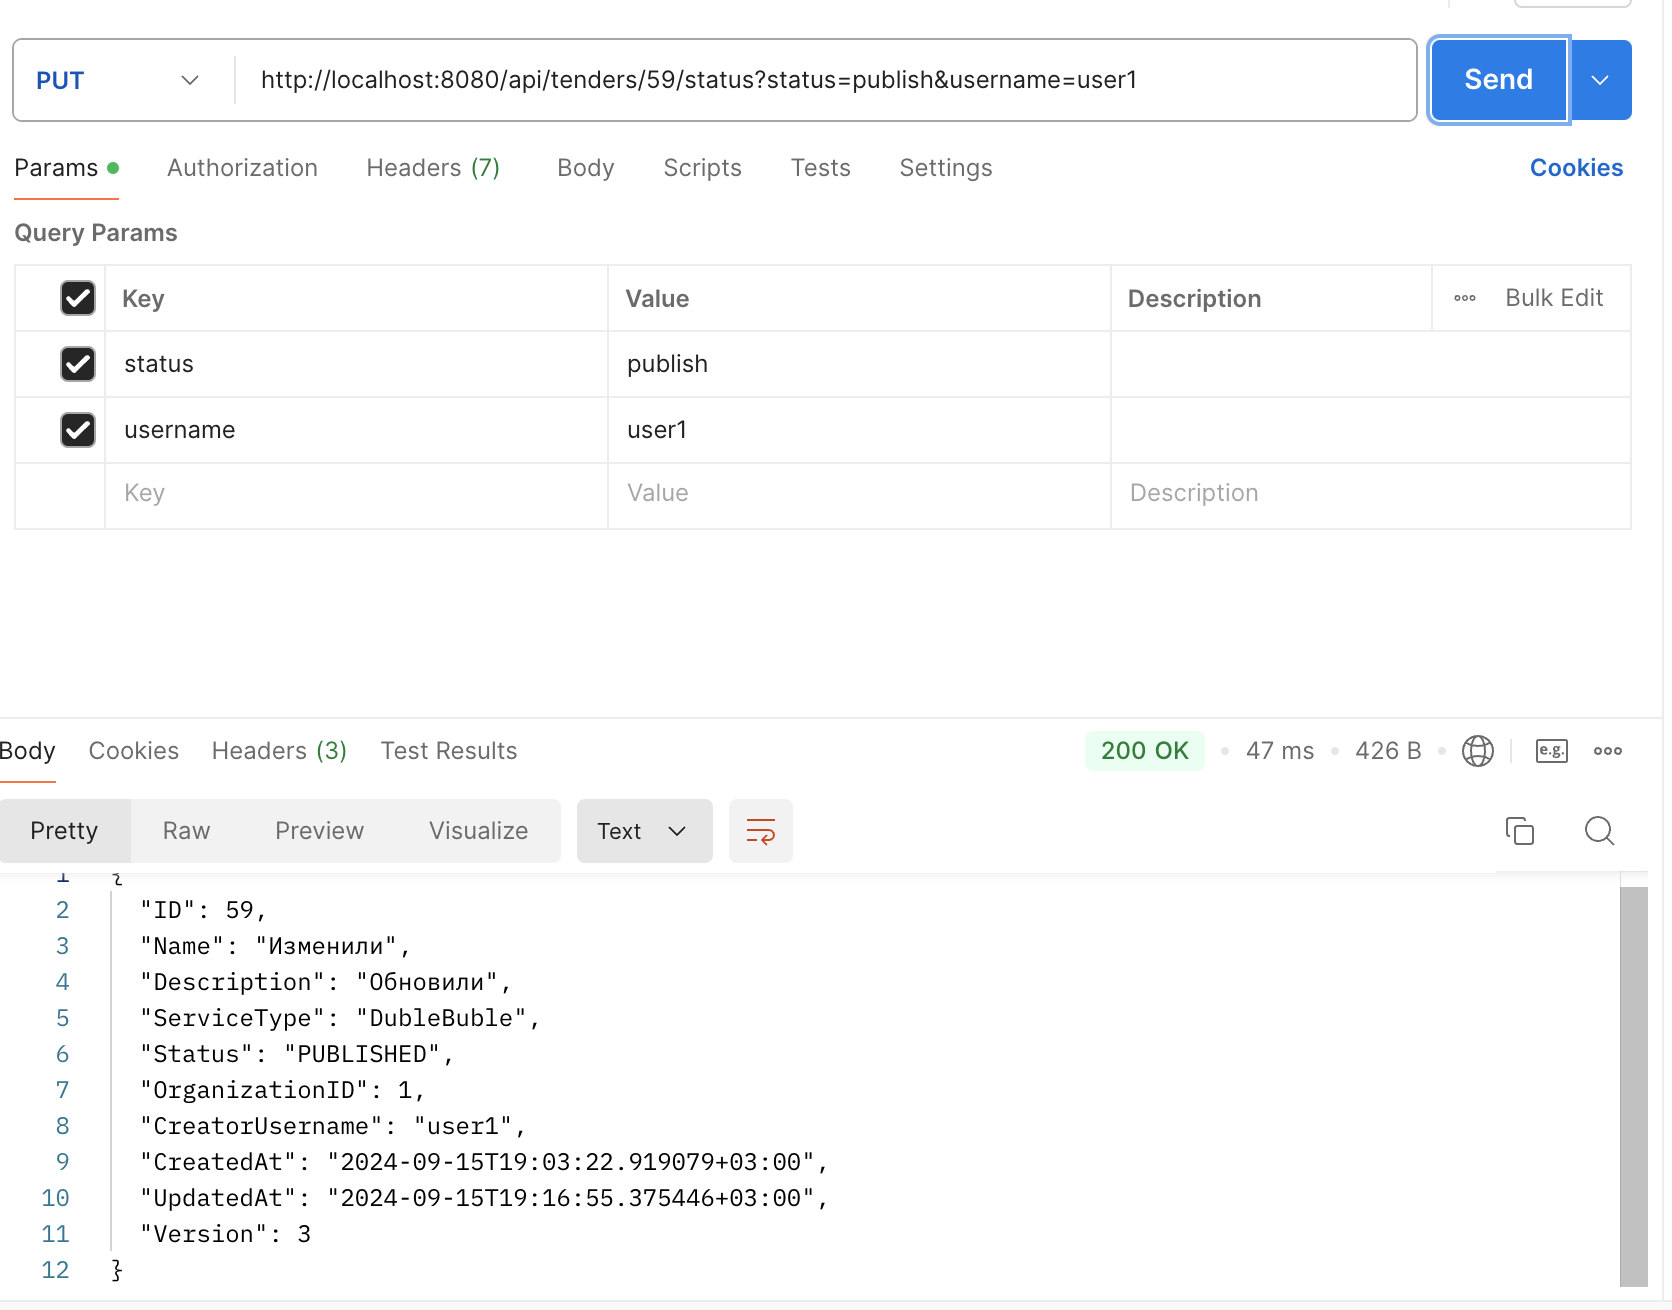 PUT http://localhost:8080/api/tenders/59/status?status=publish&username=user1 Send
Params Authorization Headers (7) Body Scripts Tests Settings Cookies
Query Params
Key Value Description Bulk Edit
status publish
username user1
Key Value Description
Body Cookies Headers (3) Test Results 200 OK 47 ms 426 B e.g.
Pretty Raw Preview Visualize Text
1 {
2 "ID": 59,
3 "Name": "Изменили",
4 "Description": "Обновили",
5 "ServiceType": "DubleBuble",
6 "Status": "PUBLISHED",
7 "OrganizationID": 1,
8 "CreatorUsername": "user1",
9 "CreatedAt": "2024-09-15T19:03:22.919079+03:00",
10 "UpdatedAt": "2024-09-15T19:16:55.375446+03:00",
11 "Version": 3
12 }